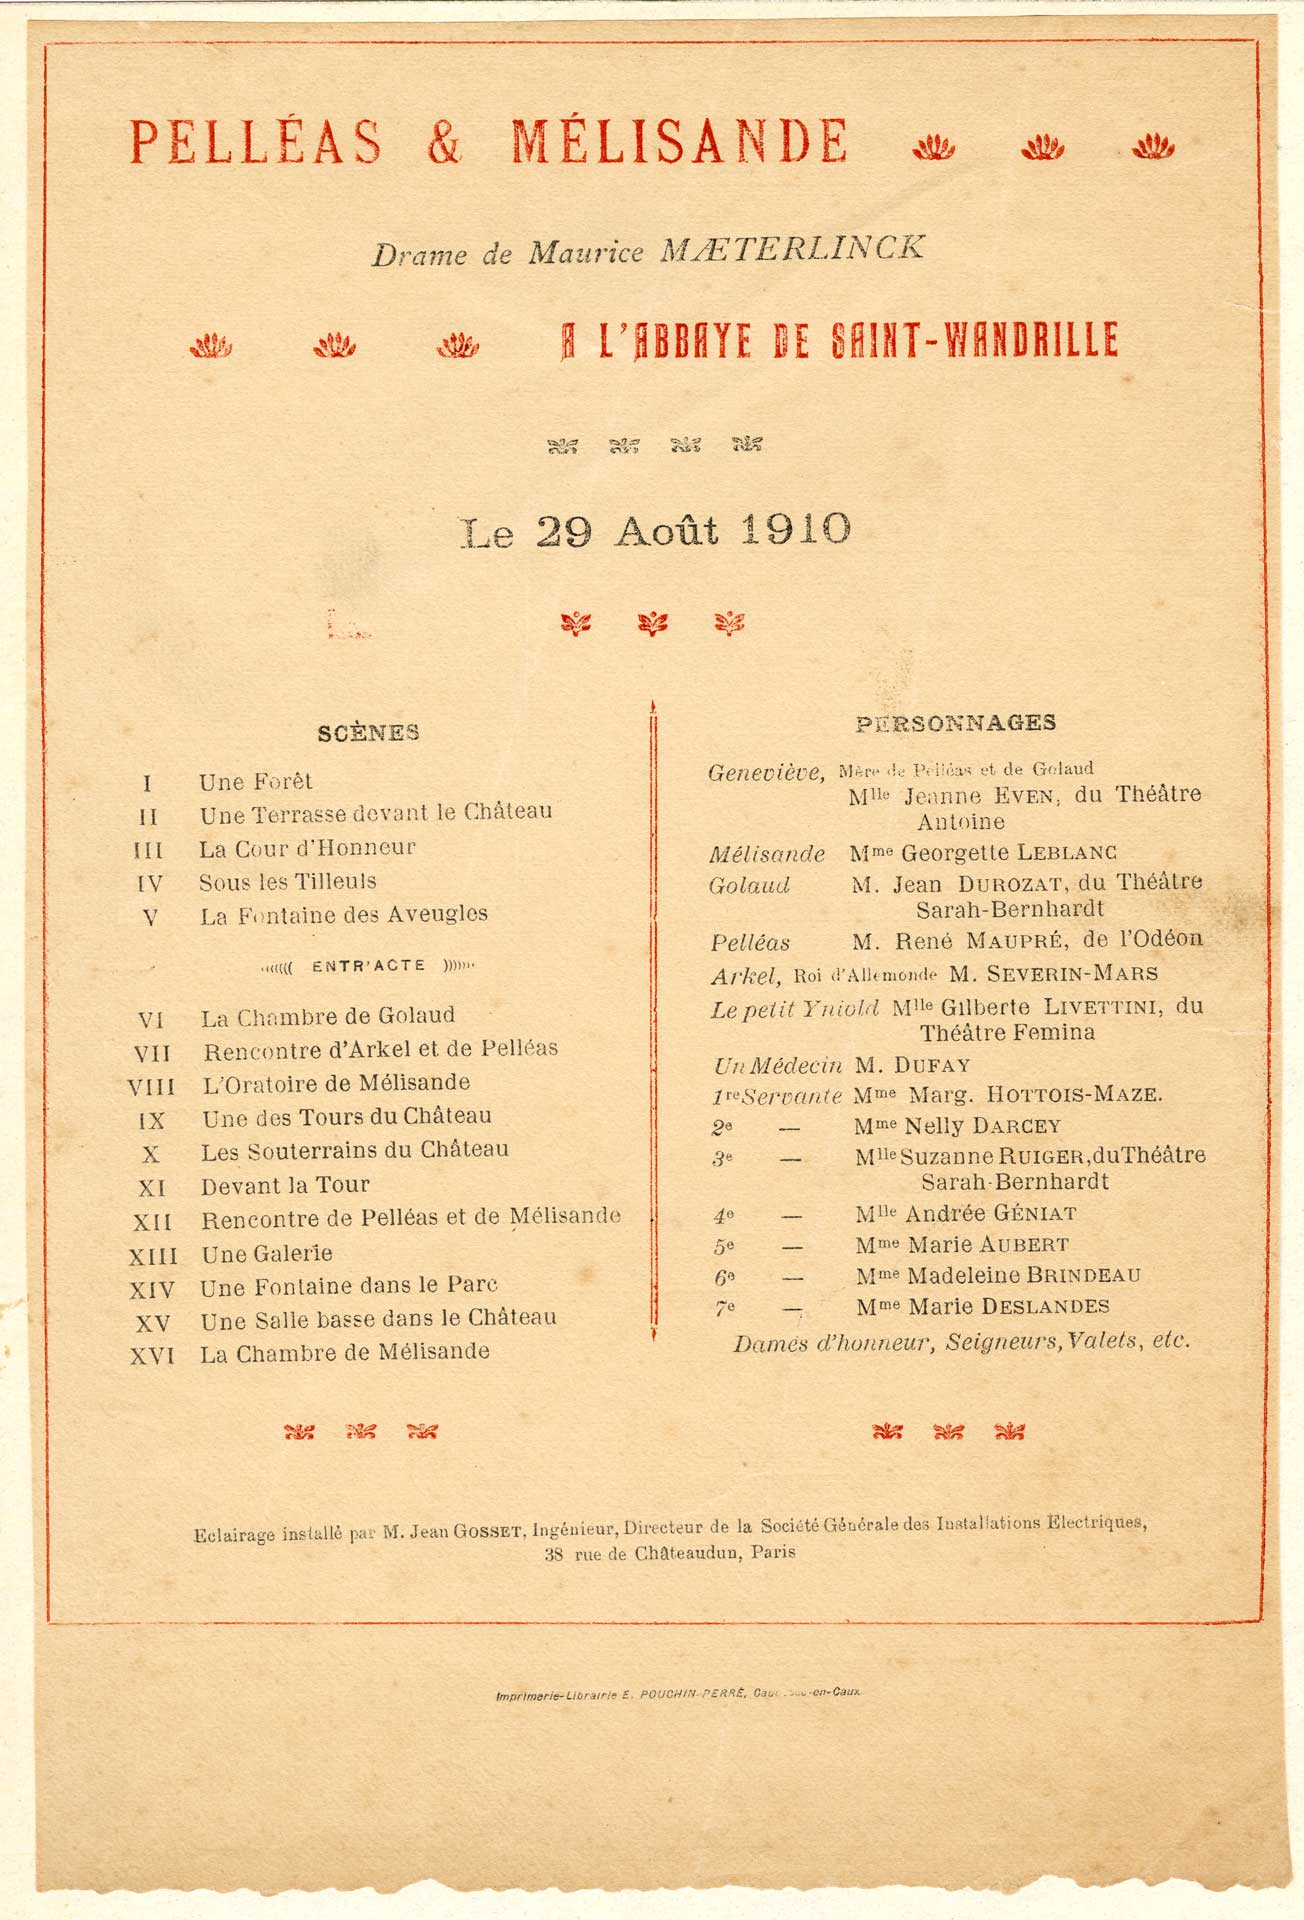 PELLÉAS & MÉLISANDE
Drame de Maurice MÆTERLINCK
A L'ABBAYE DE SAINT-WANDRILLE
Le 29 Août 1910
SCÈNES
I Une Forêt
II Une Terrasse devant le Château
III La Cour d'Honneur
IV Sous les Tilleuls
V La Fontaine des Aveugles
ENTR'ACTE
VI La Chambre de Golaud
VII Rencontre d'Arkel et de Pelléas
VIII L'Oratoire de Mélisande
IX Une des Tours du Château
X Les Souterrains du Château
XI Devant la Tour
XII Rencontre de Pelléas et de Mélisande
XIII Une Galerie
XIV Une Fontaine dans le Parc
XV Une Salle basse dans le Château
XVI La Chambre de Mélisande
PERSONNAGES
Geneviève, Mère de Pelléas et de Golaud
Mlle Jeanne EVEN, du Théâtre
Antoine
Mélisande Mme Georgette LEBLANC
Golaud M. Jean DUROZAT, du Théâtre
Sarah-Bernhardt
Pelléas M. René MAUPRÉ, de l'Odéon
Arkel, Roi d'Allemonde M. SEVERIN-MARS
Le petit Yniold Mlle Gilberte LIVETTINI, du
Théâtre Femina
Un Médecin M. DUFAY
1re Servante Mme Marg. HOTTOIS-MAZE.
2e — Mme Nelly DARCEY
3e — Mlle Suzanne RUIGER, du Théâtre
Sarah-Bernhardt
4e — Mlle Andrée GÉNIAT
5e — Mme Marie AUBERT
6e — Mme Madeleine BRINDEAU
7e — Mme Marie DESLANDES
Dames d'honneur, Seigneurs, Valets, etc.
Eclairage installé par M. Jean GOSSET, Ingénieur, Directeur de la Société Générale des Installations Electriques,
38 rue de Châteaudun, Paris
Imprimerie-Librairie E. POUCHIN-PERRÉ, -en-Caux